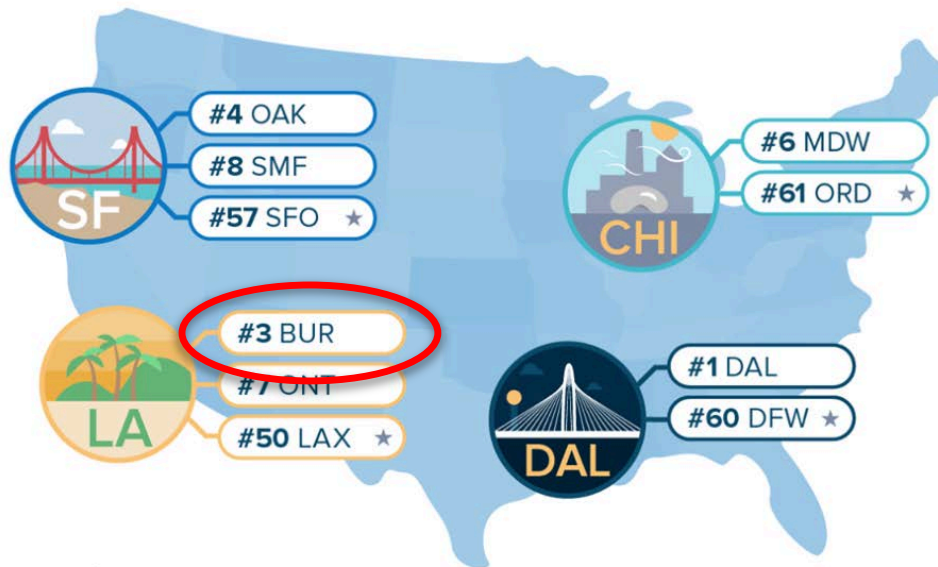 SF
#4 OAK
#8 SMF
#57 SFO
CHI
#6 MDW
#61 ORD
LA
#3 BUR
#7 ONT
#50 LAX
DAL
#1 DAL
#60 DFW